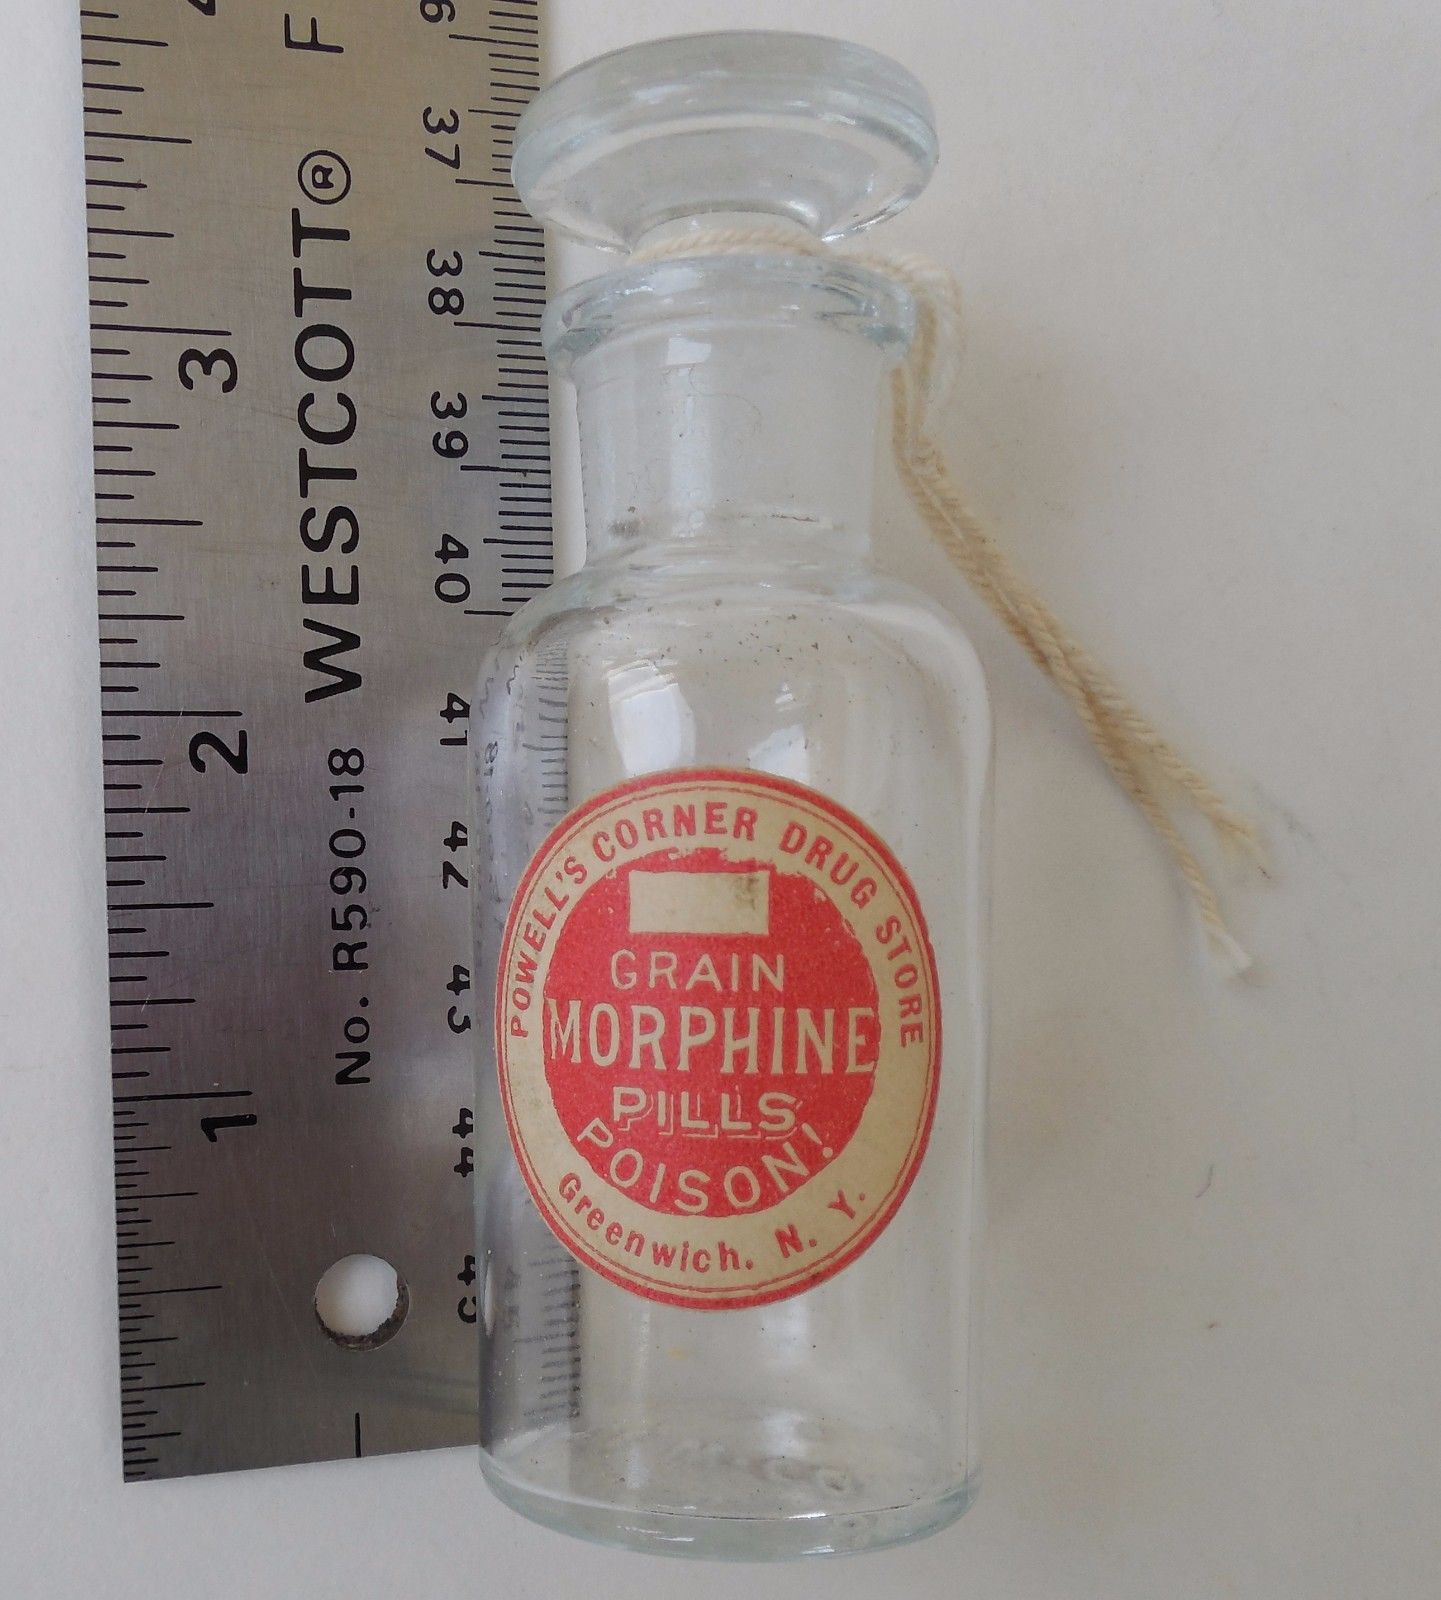 POWELL'S CORNER DRUG STORE
GRAIN
MORPHINE
PILLS
POISON!
Greenwich. N. Y.
WESTCOTT®
No. R590-18
F
3
2
1
37
38
39
40
41
42
43
44
45